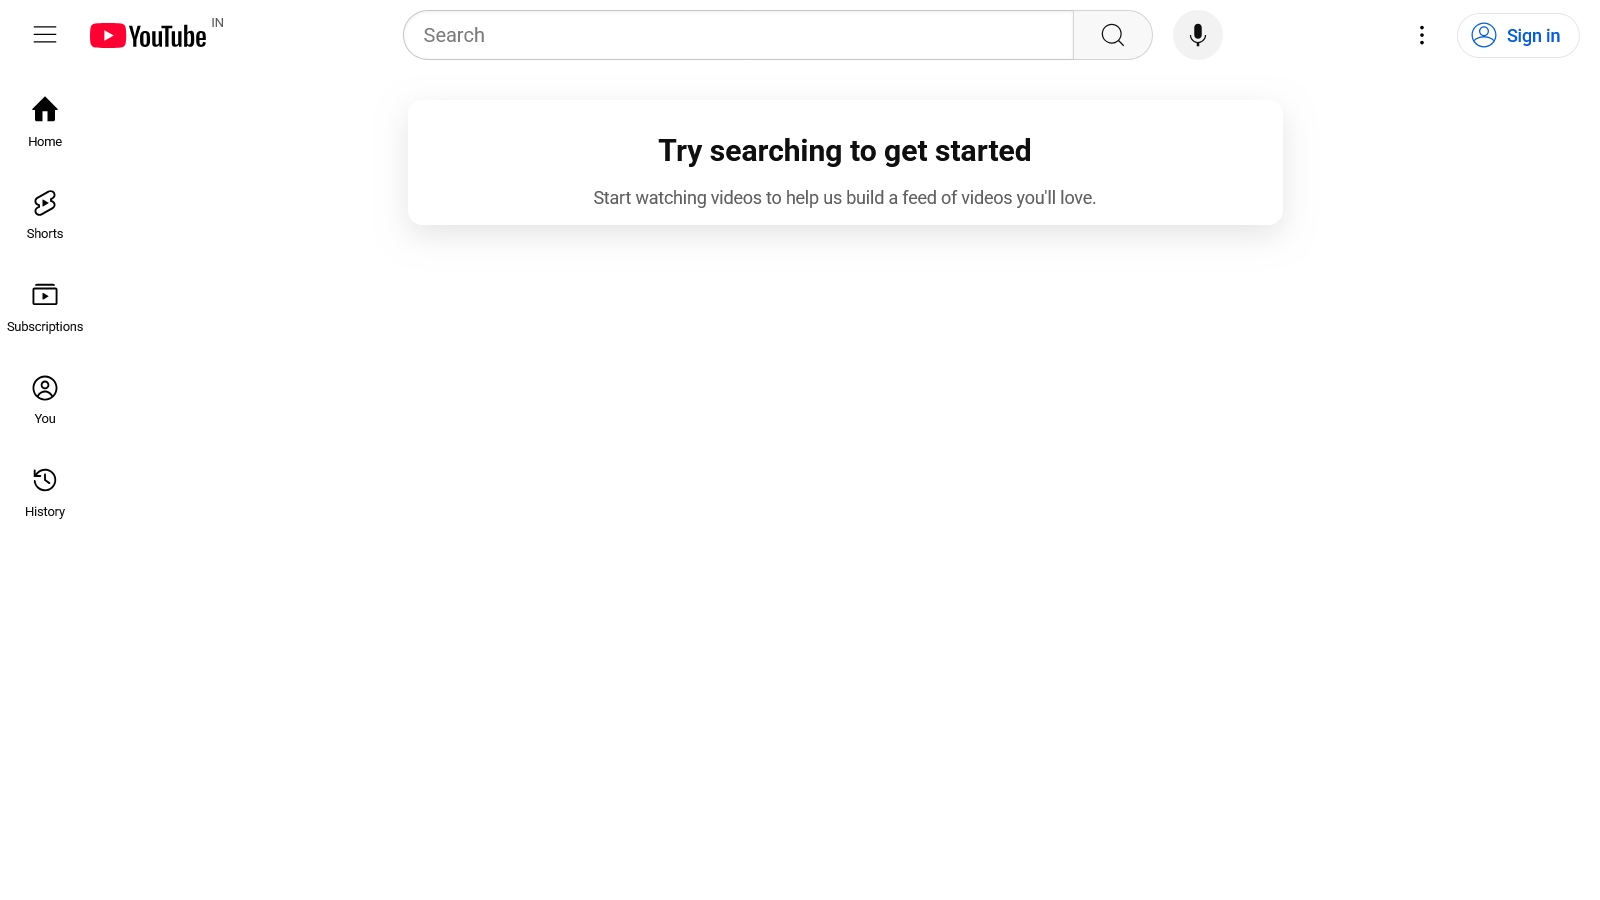 YouTube IN
Search
Sign in
Home
Shorts
Subscriptions
You
History
Try searching to get started
Start watching videos to help us build a feed of videos you'll love.